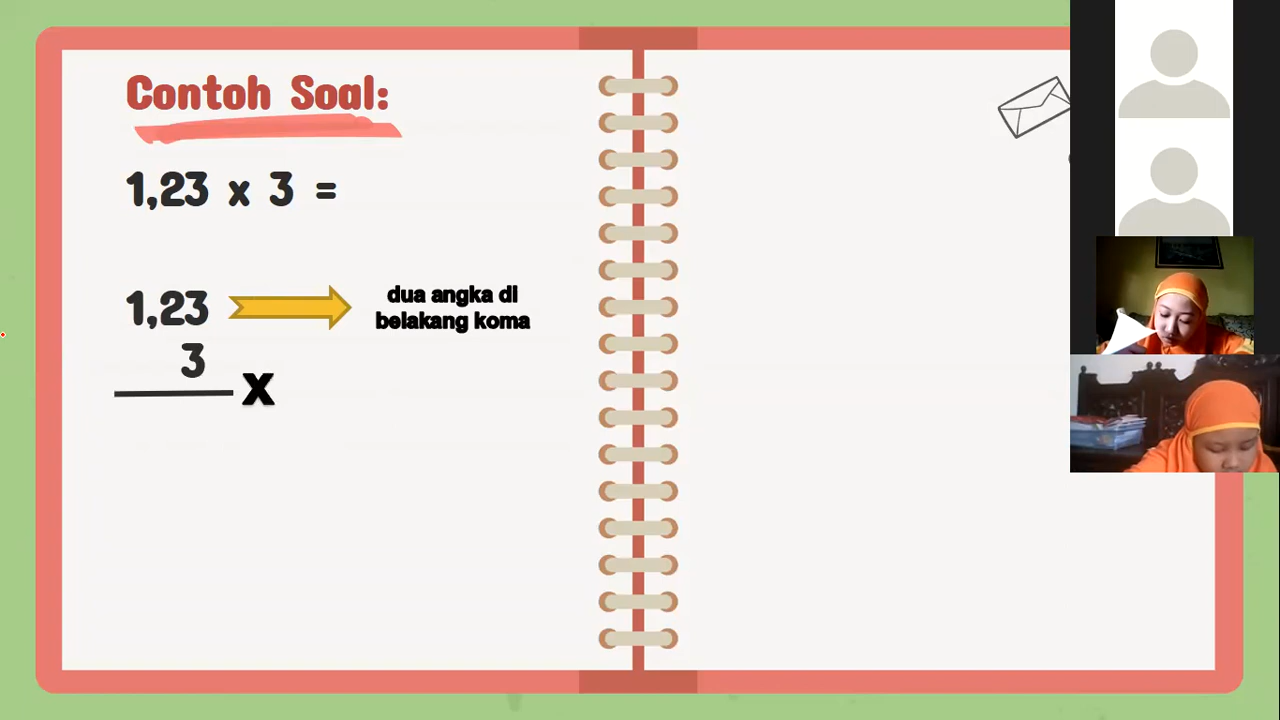 Contoh Soal:
1,23 x 3 =
1,23
dua angka di
belakang koma
3
x